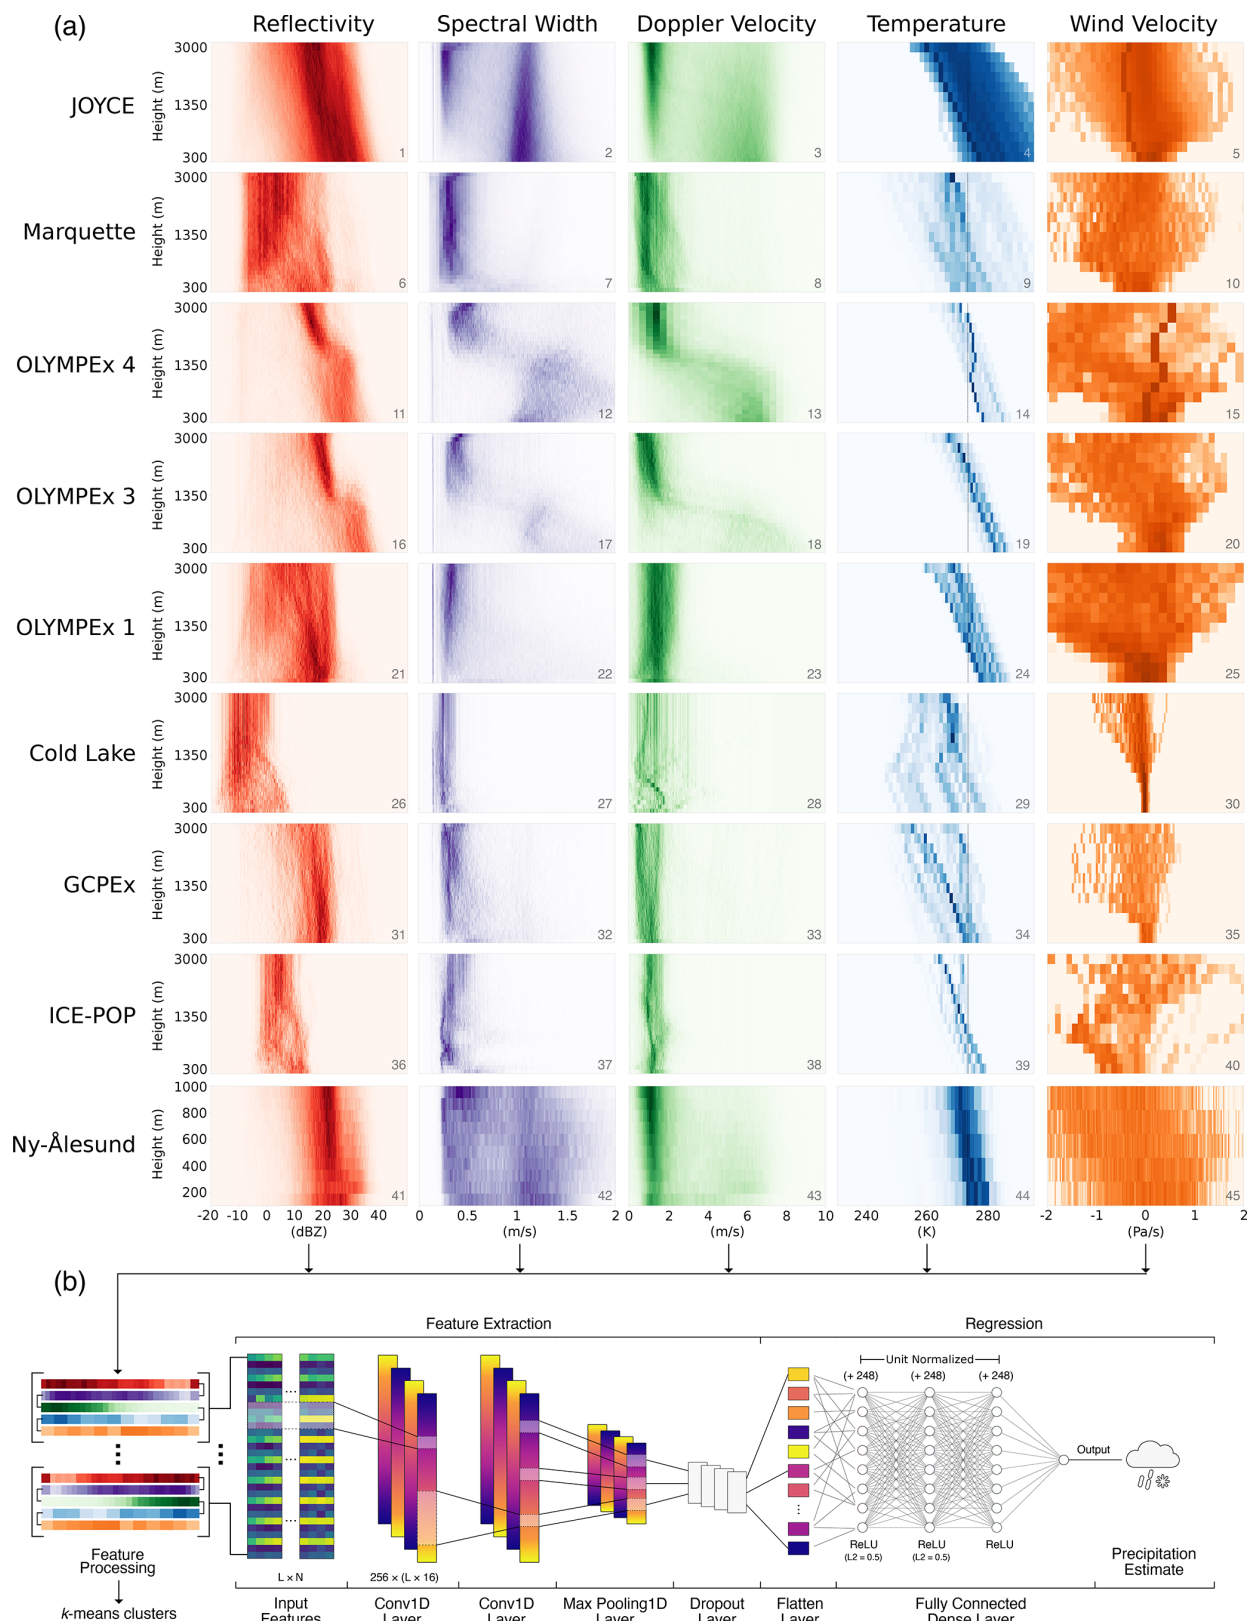 (a)
Reflectivity Spectral Width Doppler Velocity Temperature Wind Velocity
JOYCE Height (m) 3000 1350 300 1 2 3 4 5
Marquette Height (m) 3000 1350 300 6 7 8 9 10
OLYMPEx 4 Height (m) 3000 1350 300 11 12 13 14 15
OLYMPEx 3 Height (m) 3000 1350 300 16 17 18 19 20
OLYMPEx 1 Height (m) 3000 1350 300 21 22 23 24 25
Cold Lake Height (m) 3000 1350 300 26 27 28 29 30
GCPEx Height (m) 3000 1350 300 31 32 33 34 35
ICE-POP Height (m) 3000 1350 300 36 37 38 39 40
Ny-Ålesund Height (m) 1000 800 600 400 200 41 42 43 44 45
-20 -10 0 10 20 30 40 0 0.5 1 1.5 2 0 2 4 6 8 10 240 260 280 -2 -1 0 1 2
(dBZ) (m/s) (m/s) (K) (Pa/s)
(b)
Feature Extraction Regression
Unit Normalized
(+ 248) (+ 248) (+ 248)
Output
ReLU ReLU ReLU
(L2 = 0.5) (L2 = 0.5)
Feature
Processing
Precipitation
Estimate
L × N 256 × (L × 16)
k-means clusters
Input
Features
Conv1D
Layer
Conv1D
Layer
Max Pooling1D
Layer
Dropout
Layer
Flatten
Layer
Fully Connected
Dense Layer